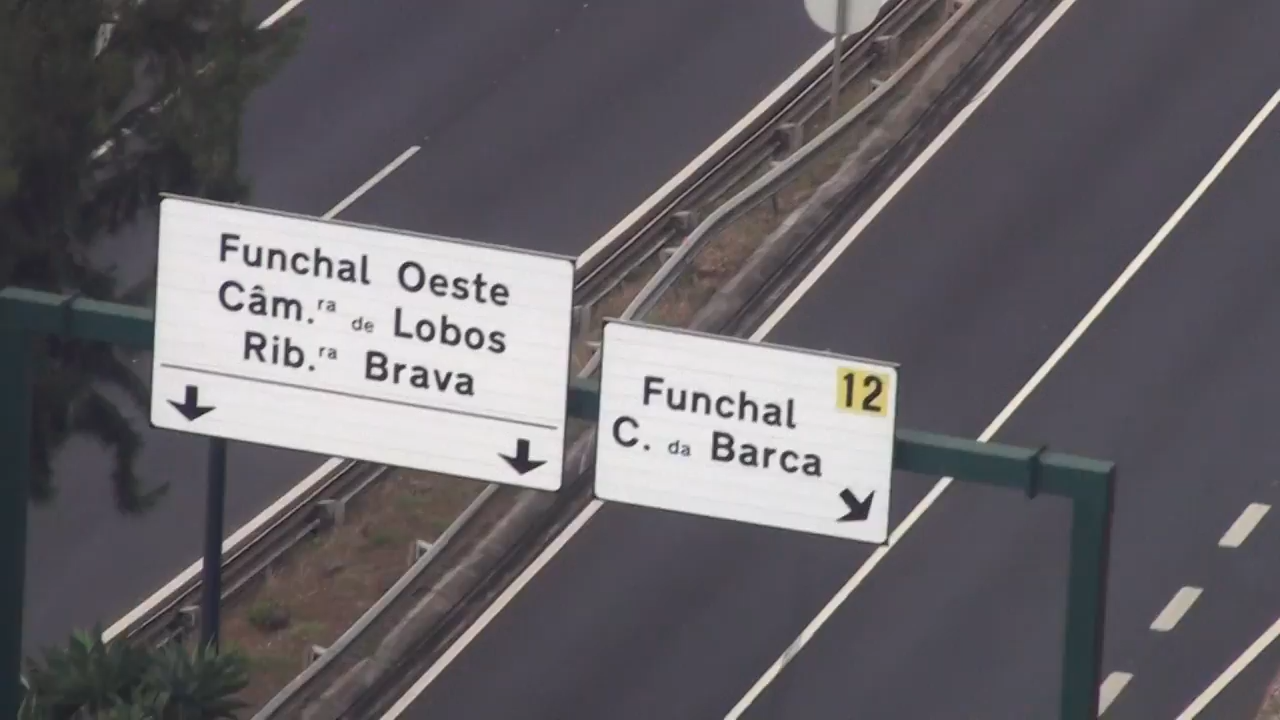 Funchal Oeste
Câm.ra de Lobos
Rib.ra Brava
12
Funchal
C. da Barca